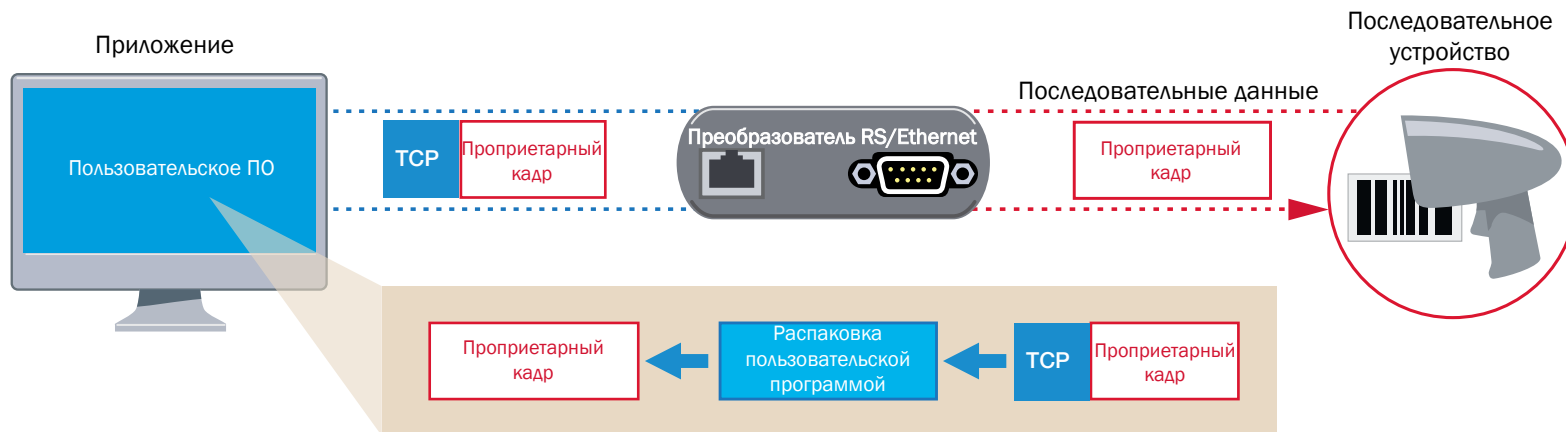 Приложение
Последовательное
устройство
Последовательные данные
Пользовательское ПО
TCP
Проприетарный
кадр
Преобразователь RS/Ethernet
Проприетарный
кадр
Проприетарный
кадр
Распаковка
пользовательской
программой
TCP
Проприетарный
кадр